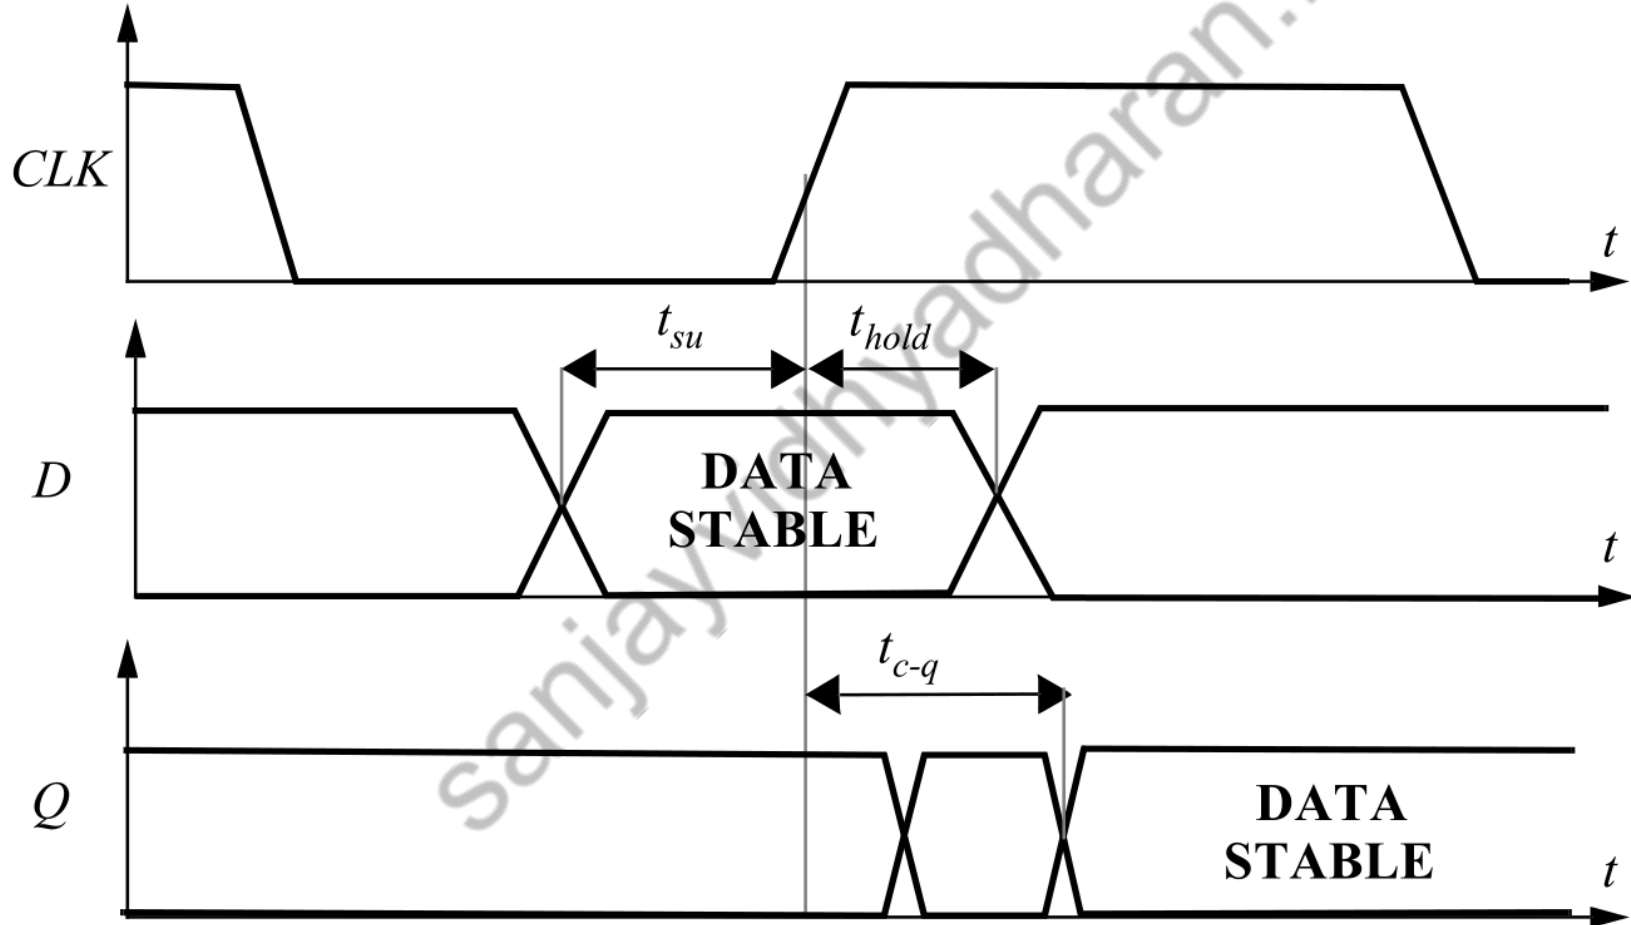 CLK
t
t_su
t_hold
D
DATA
STABLE
t
t_c-q
Q
DATA
STABLE
t
sanjayvidhyadharan.